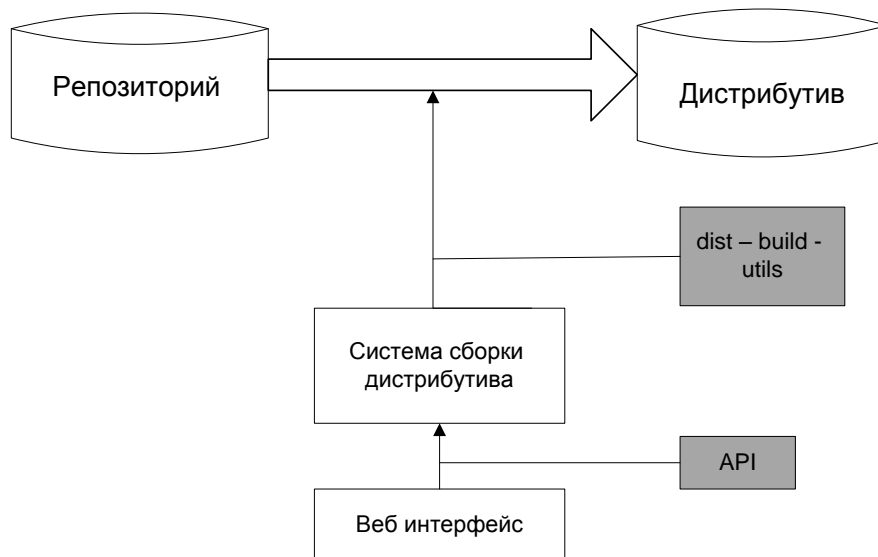 Репозиторий
Дистрибутив
dist – build -
utils
Система сборки
дистрибутива
API
Веб интерфейс